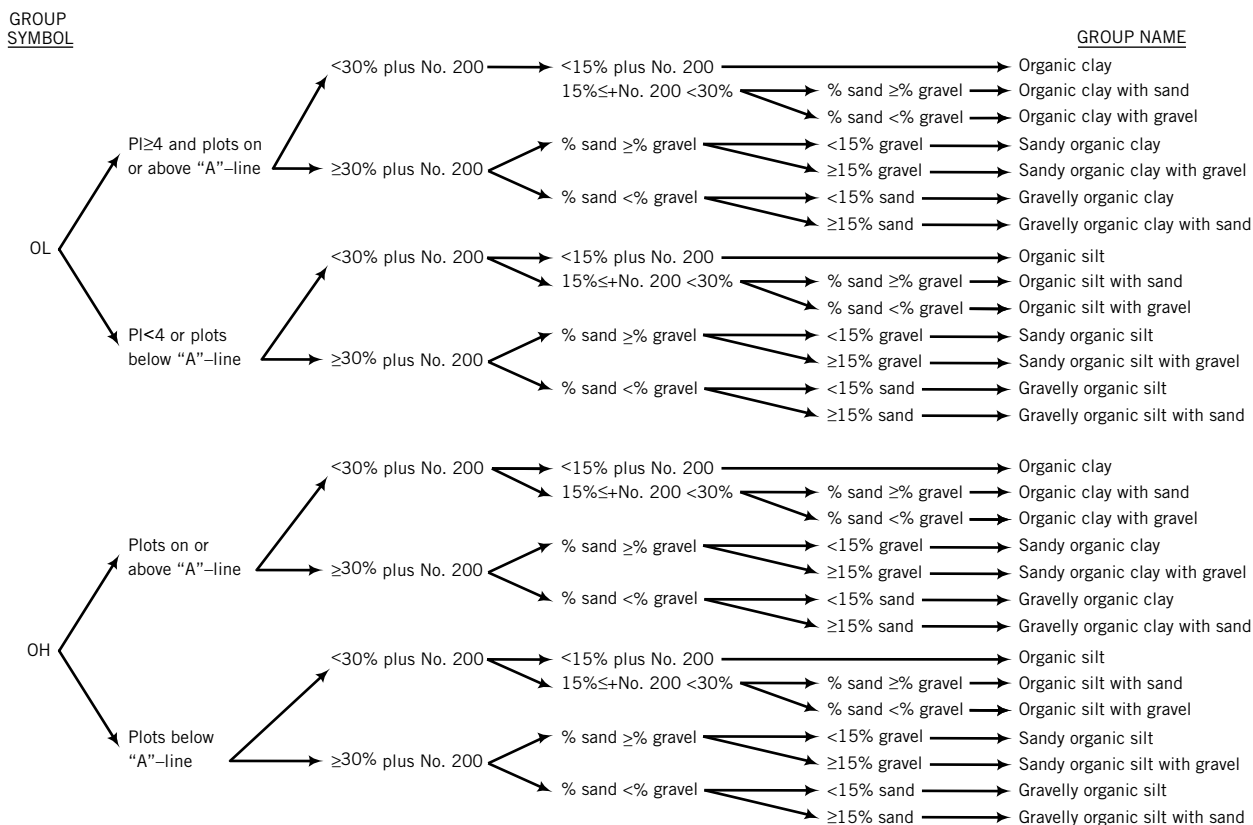 GROUP
SYMBOL
GROUP NAME
<30% plus No. 200 <15% plus No. 200 Organic clay
15%≤+No. 200 <30% % sand ≥% gravel Organic clay with sand
% sand <% gravel Organic clay with gravel
PI≥4 and plots on
or above “A”–line
≥30% plus No. 200 % sand ≥% gravel <15% gravel Sandy organic clay
≥15% gravel Sandy organic clay with gravel
% sand <% gravel <15% sand Gravelly organic clay
≥15% sand Gravelly organic clay with sand
OL
<30% plus No. 200 <15% plus No. 200 Organic silt
15%≤+No. 200 <30% % sand ≥% gravel Organic silt with sand
% sand <% gravel Organic silt with gravel
PI<4 or plots
below “A”–line
≥30% plus No. 200 % sand ≥% gravel <15% gravel Sandy organic silt
≥15% gravel Sandy organic silt with gravel
% sand <% gravel <15% sand Gravelly organic silt
≥15% sand Gravelly organic silt with sand
<30% plus No. 200 <15% plus No. 200 Organic clay
15%≤+No. 200 <30% % sand ≥% gravel Organic clay with sand
% sand <% gravel Organic clay with gravel
Plots on or
above “A”–line
≥30% plus No. 200 % sand ≥% gravel <15% gravel Sandy organic clay
≥15% gravel Sandy organic clay with gravel
% sand <% gravel <15% sand Gravelly organic clay
≥15% sand Gravelly organic clay with sand
OH
<30% plus No. 200 <15% plus No. 200 Organic silt
15%≤+No. 200 <30% % sand ≥% gravel Organic silt with sand
% sand <% gravel Organic silt with gravel
Plots below
“A”–line
≥30% plus No. 200 % sand ≥% gravel <15% gravel Sandy organic silt
≥15% gravel Sandy organic silt with gravel
% sand <% gravel <15% sand Gravelly organic silt
≥15% sand Gravelly organic silt with sand